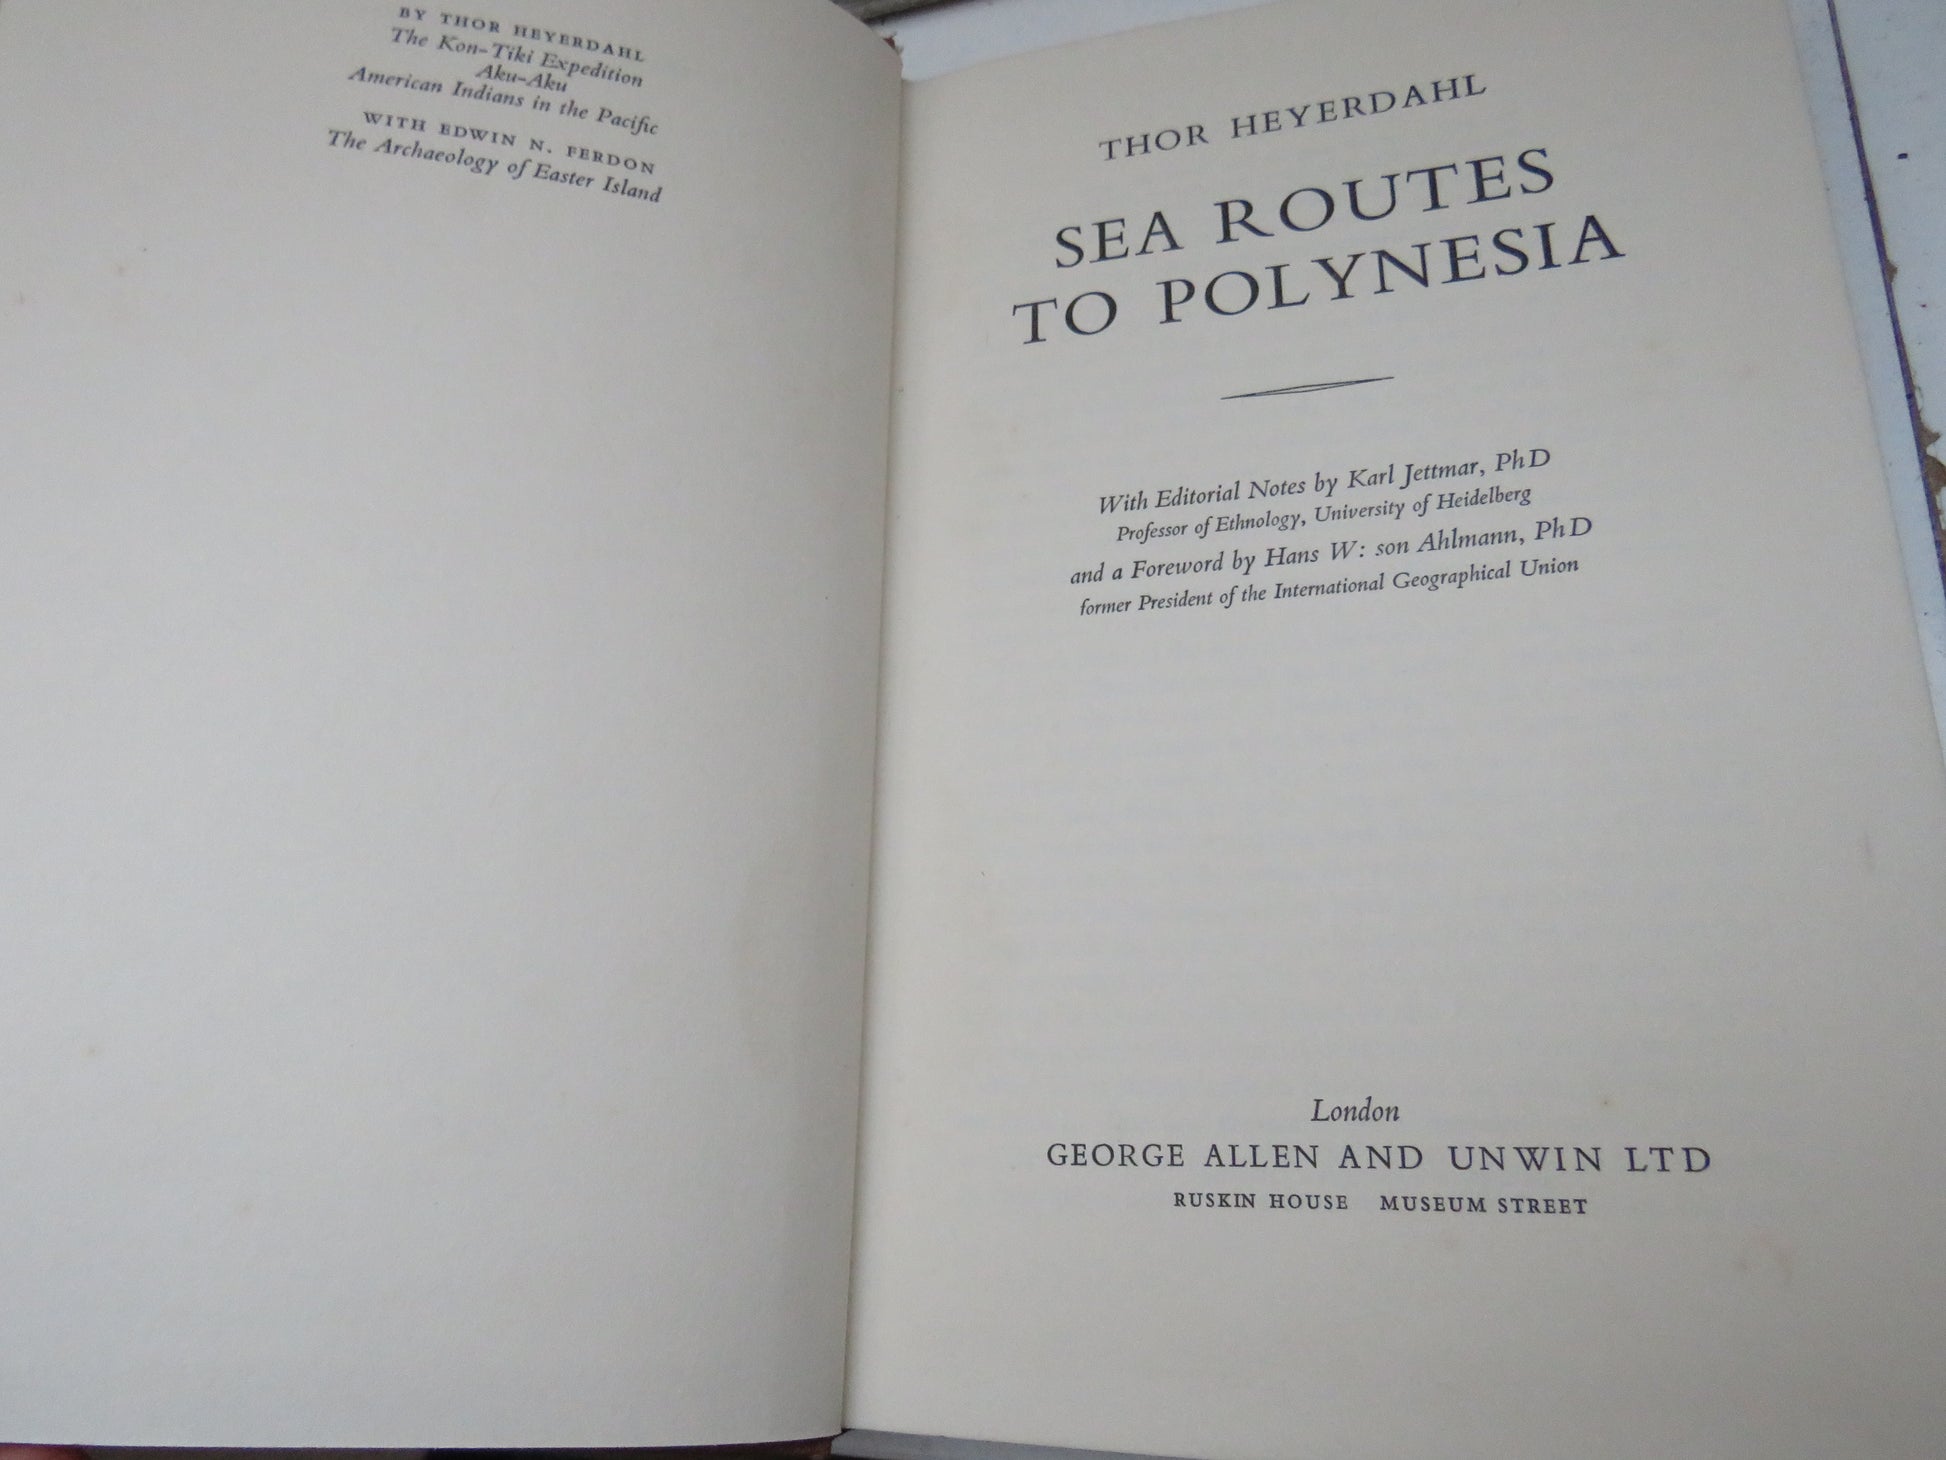 BY THOR HEYERDAHL
The Kon-Tiki Expedition
Aku-Aku
American Indians in the Pacific
WITH EDWIN N. FERDON
The Archaeology of Easter Island
THOR HEYERDAHL
SEA ROUTES
TO POLYNESIA
With Editorial Notes by Karl Jettmar, PhD
Professor of Ethnology, University of Heidelberg
and a Foreword by Hans W: son Ahlmann, PhD
former President of the International Geographical Union
London
GEORGE ALLEN AND UNWIN LTD
RUSKIN HOUSE MUSEUM STREET